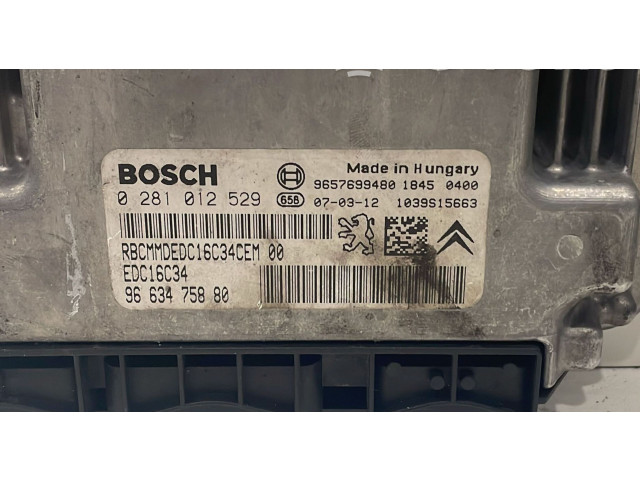 BOSCH
Made in Hungary
0 281 012 529
9657699480 1845 0400
65B 07-03-12 1039S15663
RBCMMDEDC16C34CEM 00
EDC16C34
96 634 758 80